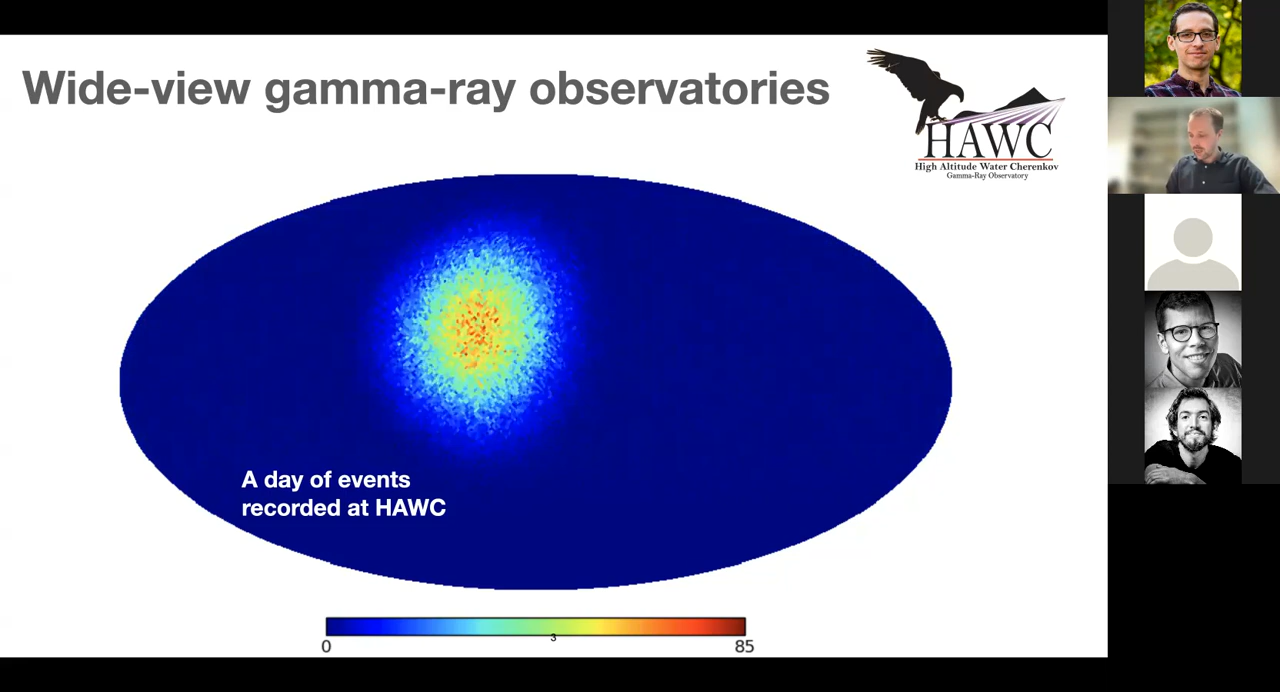 Wide-view gamma-ray observatories
HAWC
High Altitude Water Cherenkov
Gamma-Ray Observatory
A day of events
recorded at HAWC
3
0
85